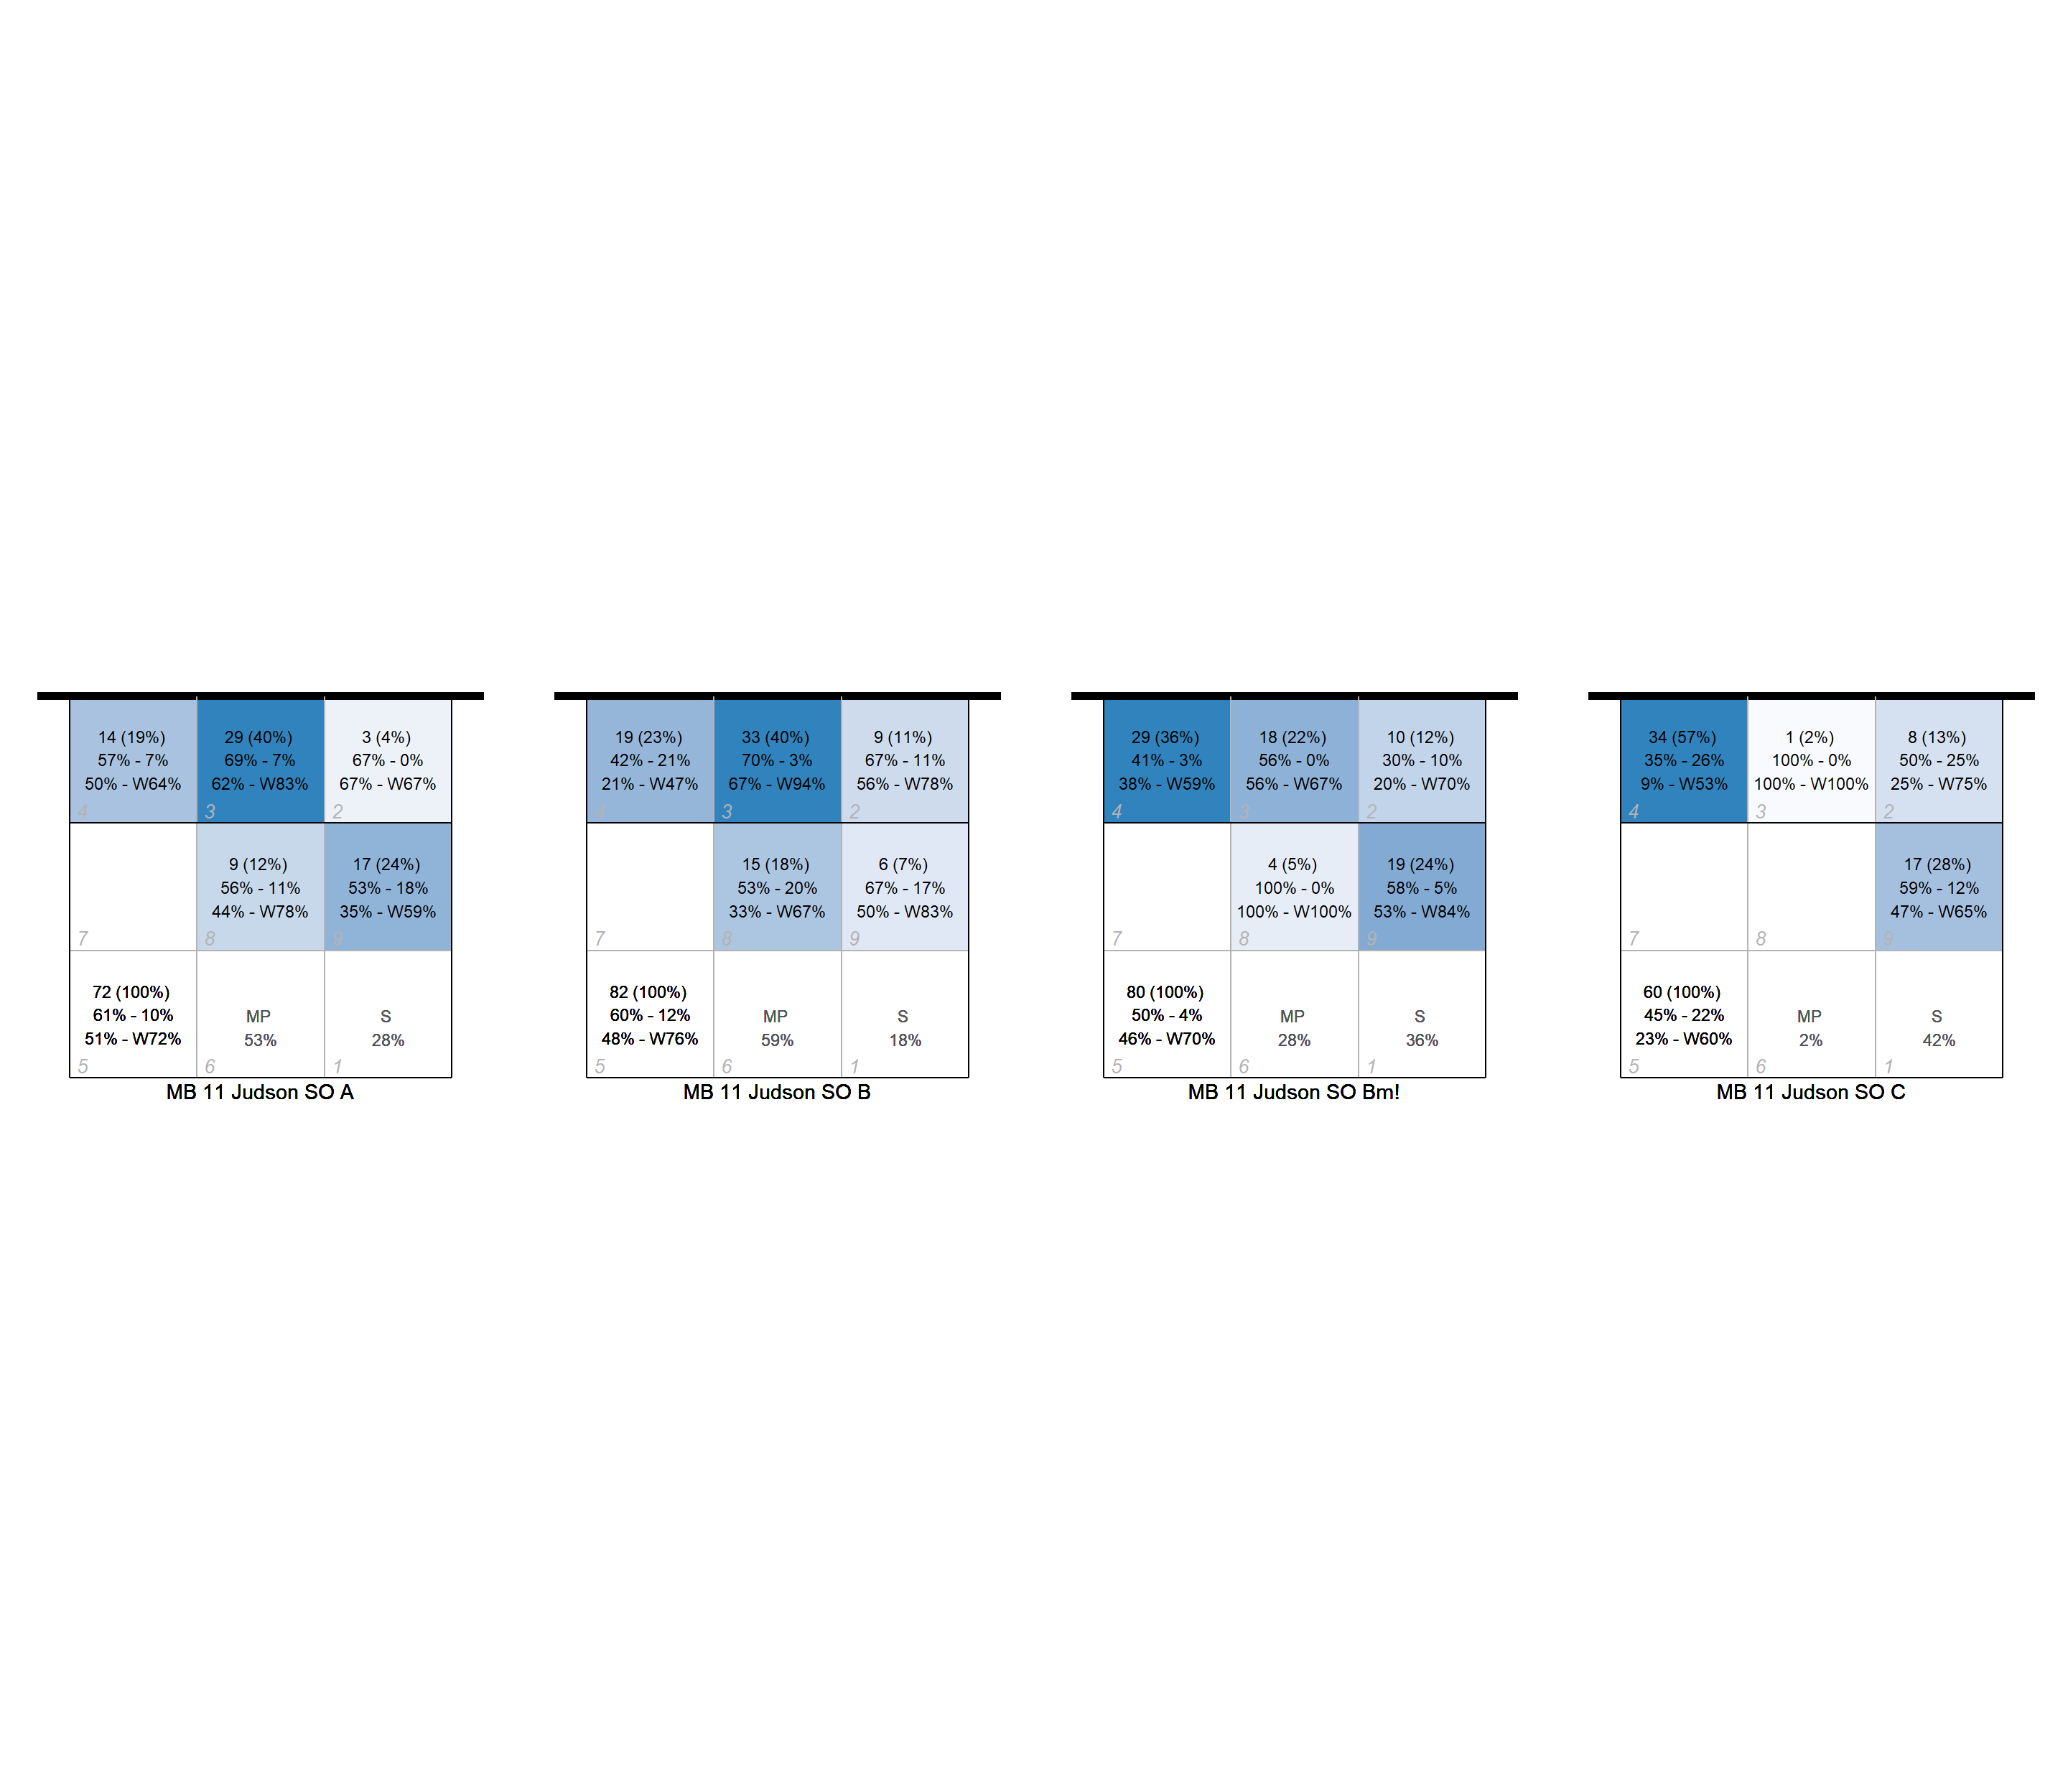 14 (19%)
57% - 7%
50% - W64%
4
29 (40%)
69% - 7%
62% - W83%
3
3 (4%)
67% - 0%
67% - W67%
2
7
9 (12%)
56% - 11%
44% - W78%
8
17 (24%)
53% - 18%
35% - W59%
9
72 (100%)
61% - 10%
51% - W72%
5
MP
53%
6
S
28%
1
MB 11 Judson SO A
19 (23%)
42% - 21%
21% - W47%
4
33 (40%)
70% - 3%
67% - W94%
3
9 (11%)
67% - 11%
56% - W78%
2
7
15 (18%)
53% - 20%
33% - W67%
8
6 (7%)
67% - 17%
50% - W83%
9
82 (100%)
60% - 12%
48% - W76%
5
MP
59%
6
S
18%
1
MB 11 Judson SO B
29 (36%)
41% - 3%
38% - W59%
4
18 (22%)
56% - 0%
56% - W67%
3
10 (12%)
30% - 10%
20% - W70%
2
7
4 (5%)
100% - 0%
100% - W100%
8
19 (24%)
58% - 5%
53% - W84%
9
80 (100%)
50% - 4%
46% - W70%
5
MP
28%
6
S
36%
1
MB 11 Judson SO Bm!
34 (57%)
35% - 26%
9% - W53%
4
1 (2%)
100% - 0%
100% - W100%
3
8 (13%)
50% - 25%
25% - W75%
2
7
8
17 (28%)
59% - 12%
47% - W65%
9
60 (100%)
45% - 22%
23% - W60%
5
MP
2%
6
S
42%
1
MB 11 Judson SO C